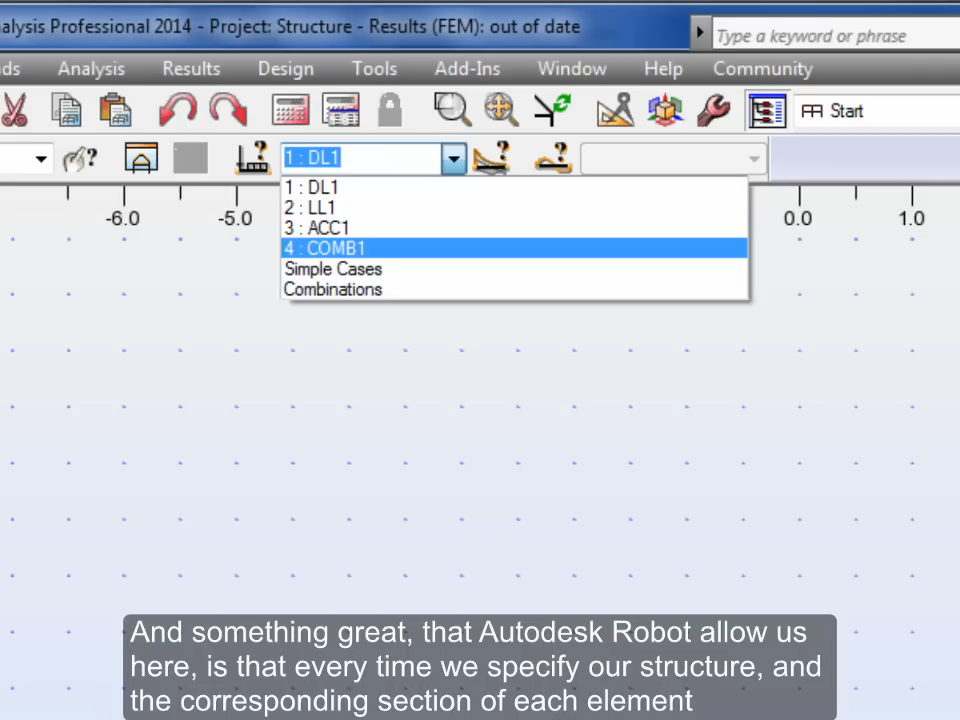 alysis Professional 2014 - Project: Structure - Results (FEM): out of date
Type a keyword or phrase
ds Analysis Results Design Tools Add-Ins Window Help Community
Start
1 : DL1
1 : DL1
2 : LL1
3 : ACC1
4 : COMB1
Simple Cases
Combinations
-6.0 -5.0 0.0 1.0
And something great, that Autodesk Robot allow us
here, is that every time we specify our structure, and
the corresponding section of each element